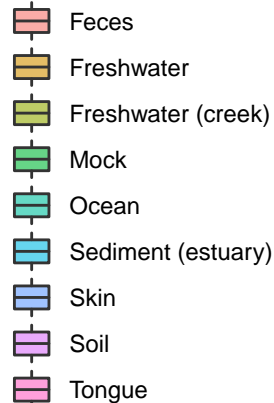 Feces
Freshwater
Freshwater (creek)
Mock
Ocean
Sediment (estuary)
Skin
Soil
Tongue